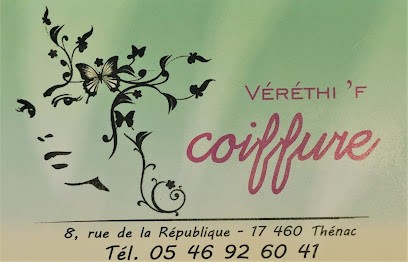 VÉRÉTHI 'F
coiffure
8, rue de la République - 17 460 Thénac
Tél. 05 46 92 60 41